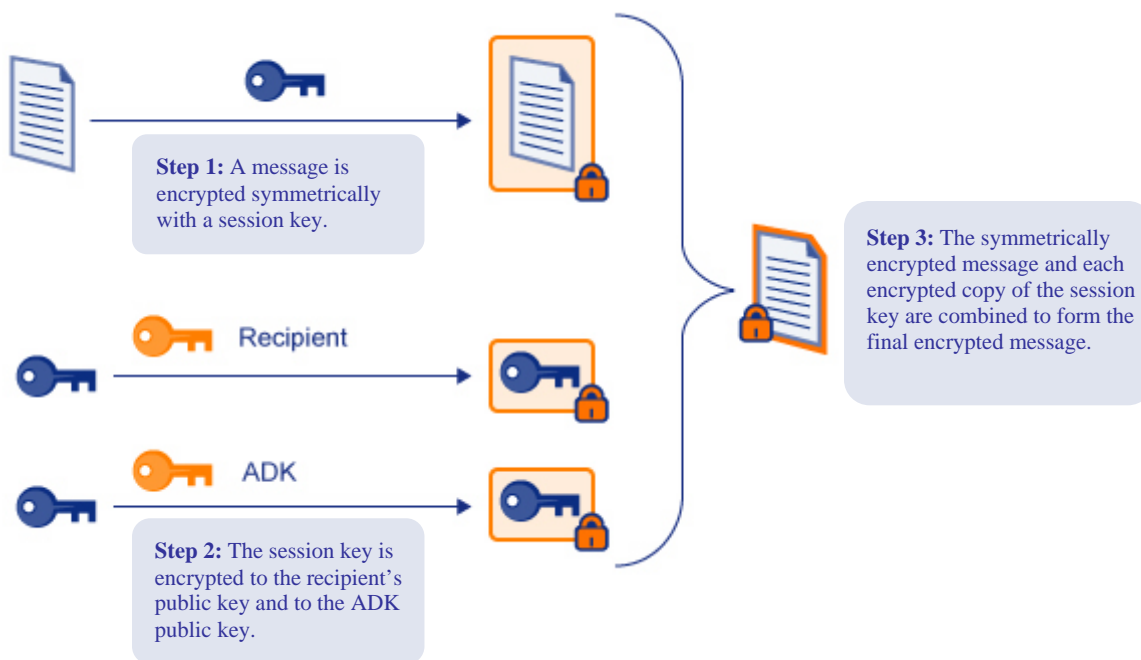 Step 1: A message is
encrypted symmetrically
with a session key.
Recipient
ADK
Step 2: The session key is
encrypted to the recipient’s
public key and to the ADK
public key.
Step 3: The symmetrically
encrypted message and each
encrypted copy of the session
key are combined to form the
final encrypted message.